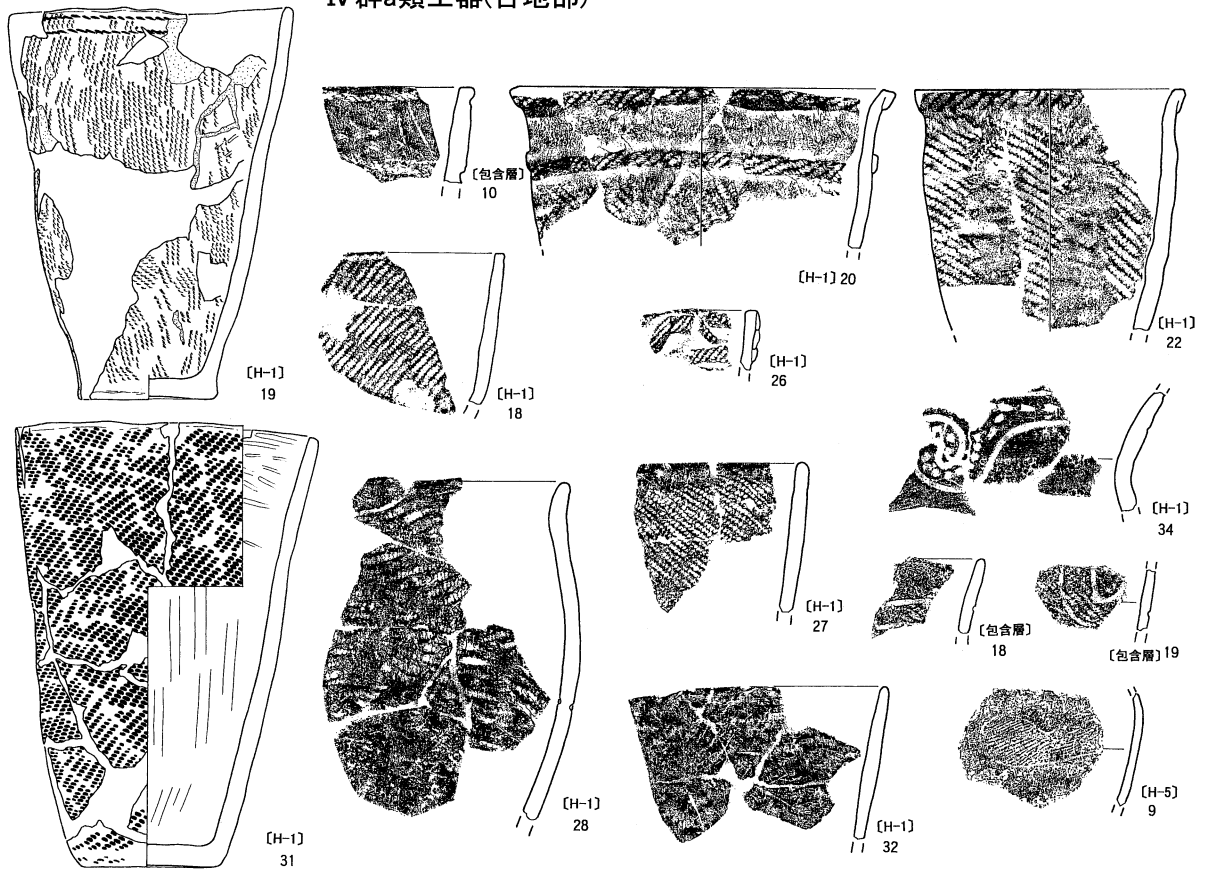 Ⅳ群a類土器(台地部)
〔包含層〕
10
〔H-1〕20
〔H-1〕
22
〔H-1〕
19
〔H-1〕
18
〔H-1〕
26
〔H-1〕
34
〔H-1〕
27
〔包含層〕
18
〔包含層〕19
〔H-1〕
31
〔H-1〕
28
〔H-1〕
32
〔H-5〕
9